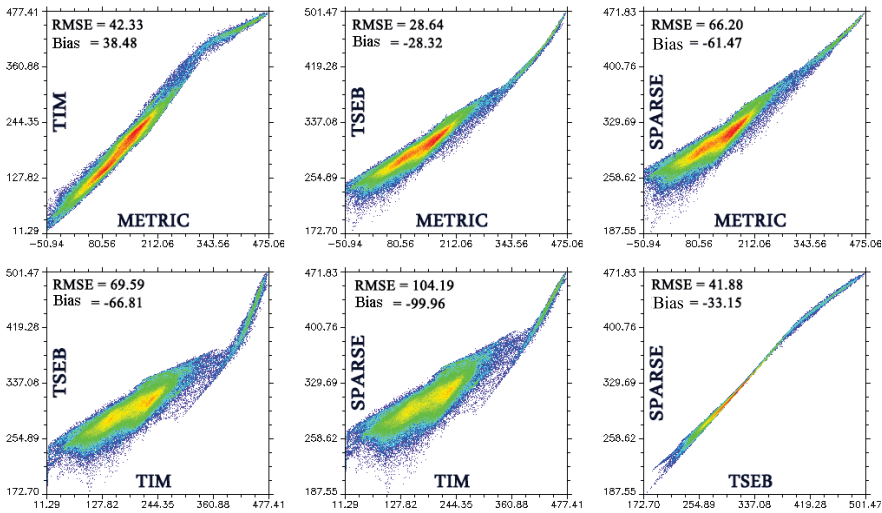 477.41
RMSE = 42.33
Bias = 38.48
360.88
TIM
244.35
127.82
METRIC
11.29
−50.94 80.56 212.06 343.56 475.06
501.47
RMSE = 28.64
Bias = -28.32
419.28
TSEB
337.08
254.89
METRIC
172.70
−50.94 80.56 212.06 343.56 475.06
471.83
RMSE = 66.20
Bias = -61.47
400.76
SPARSE
329.69
258.62
METRIC
187.55
−50.94 80.56 212.06 343.56 475.06
501.47
RMSE = 69.59
Bias = -66.81
419.28
TSEB
337.08
254.89
TIM
172.70
11.29 127.82 244.35 360.88 477.41
471.83
RMSE = 104.19
Bias = -99.96
400.76
SPARSE
329.69
258.62
TIM
187.55
11.29 127.82 244.35 360.88 477.41
471.83
RMSE = 41.88
Bias = -33.15
400.76
SPARSE
329.69
258.62
TSEB
187.55
172.70 254.89 337.08 419.28 501.47